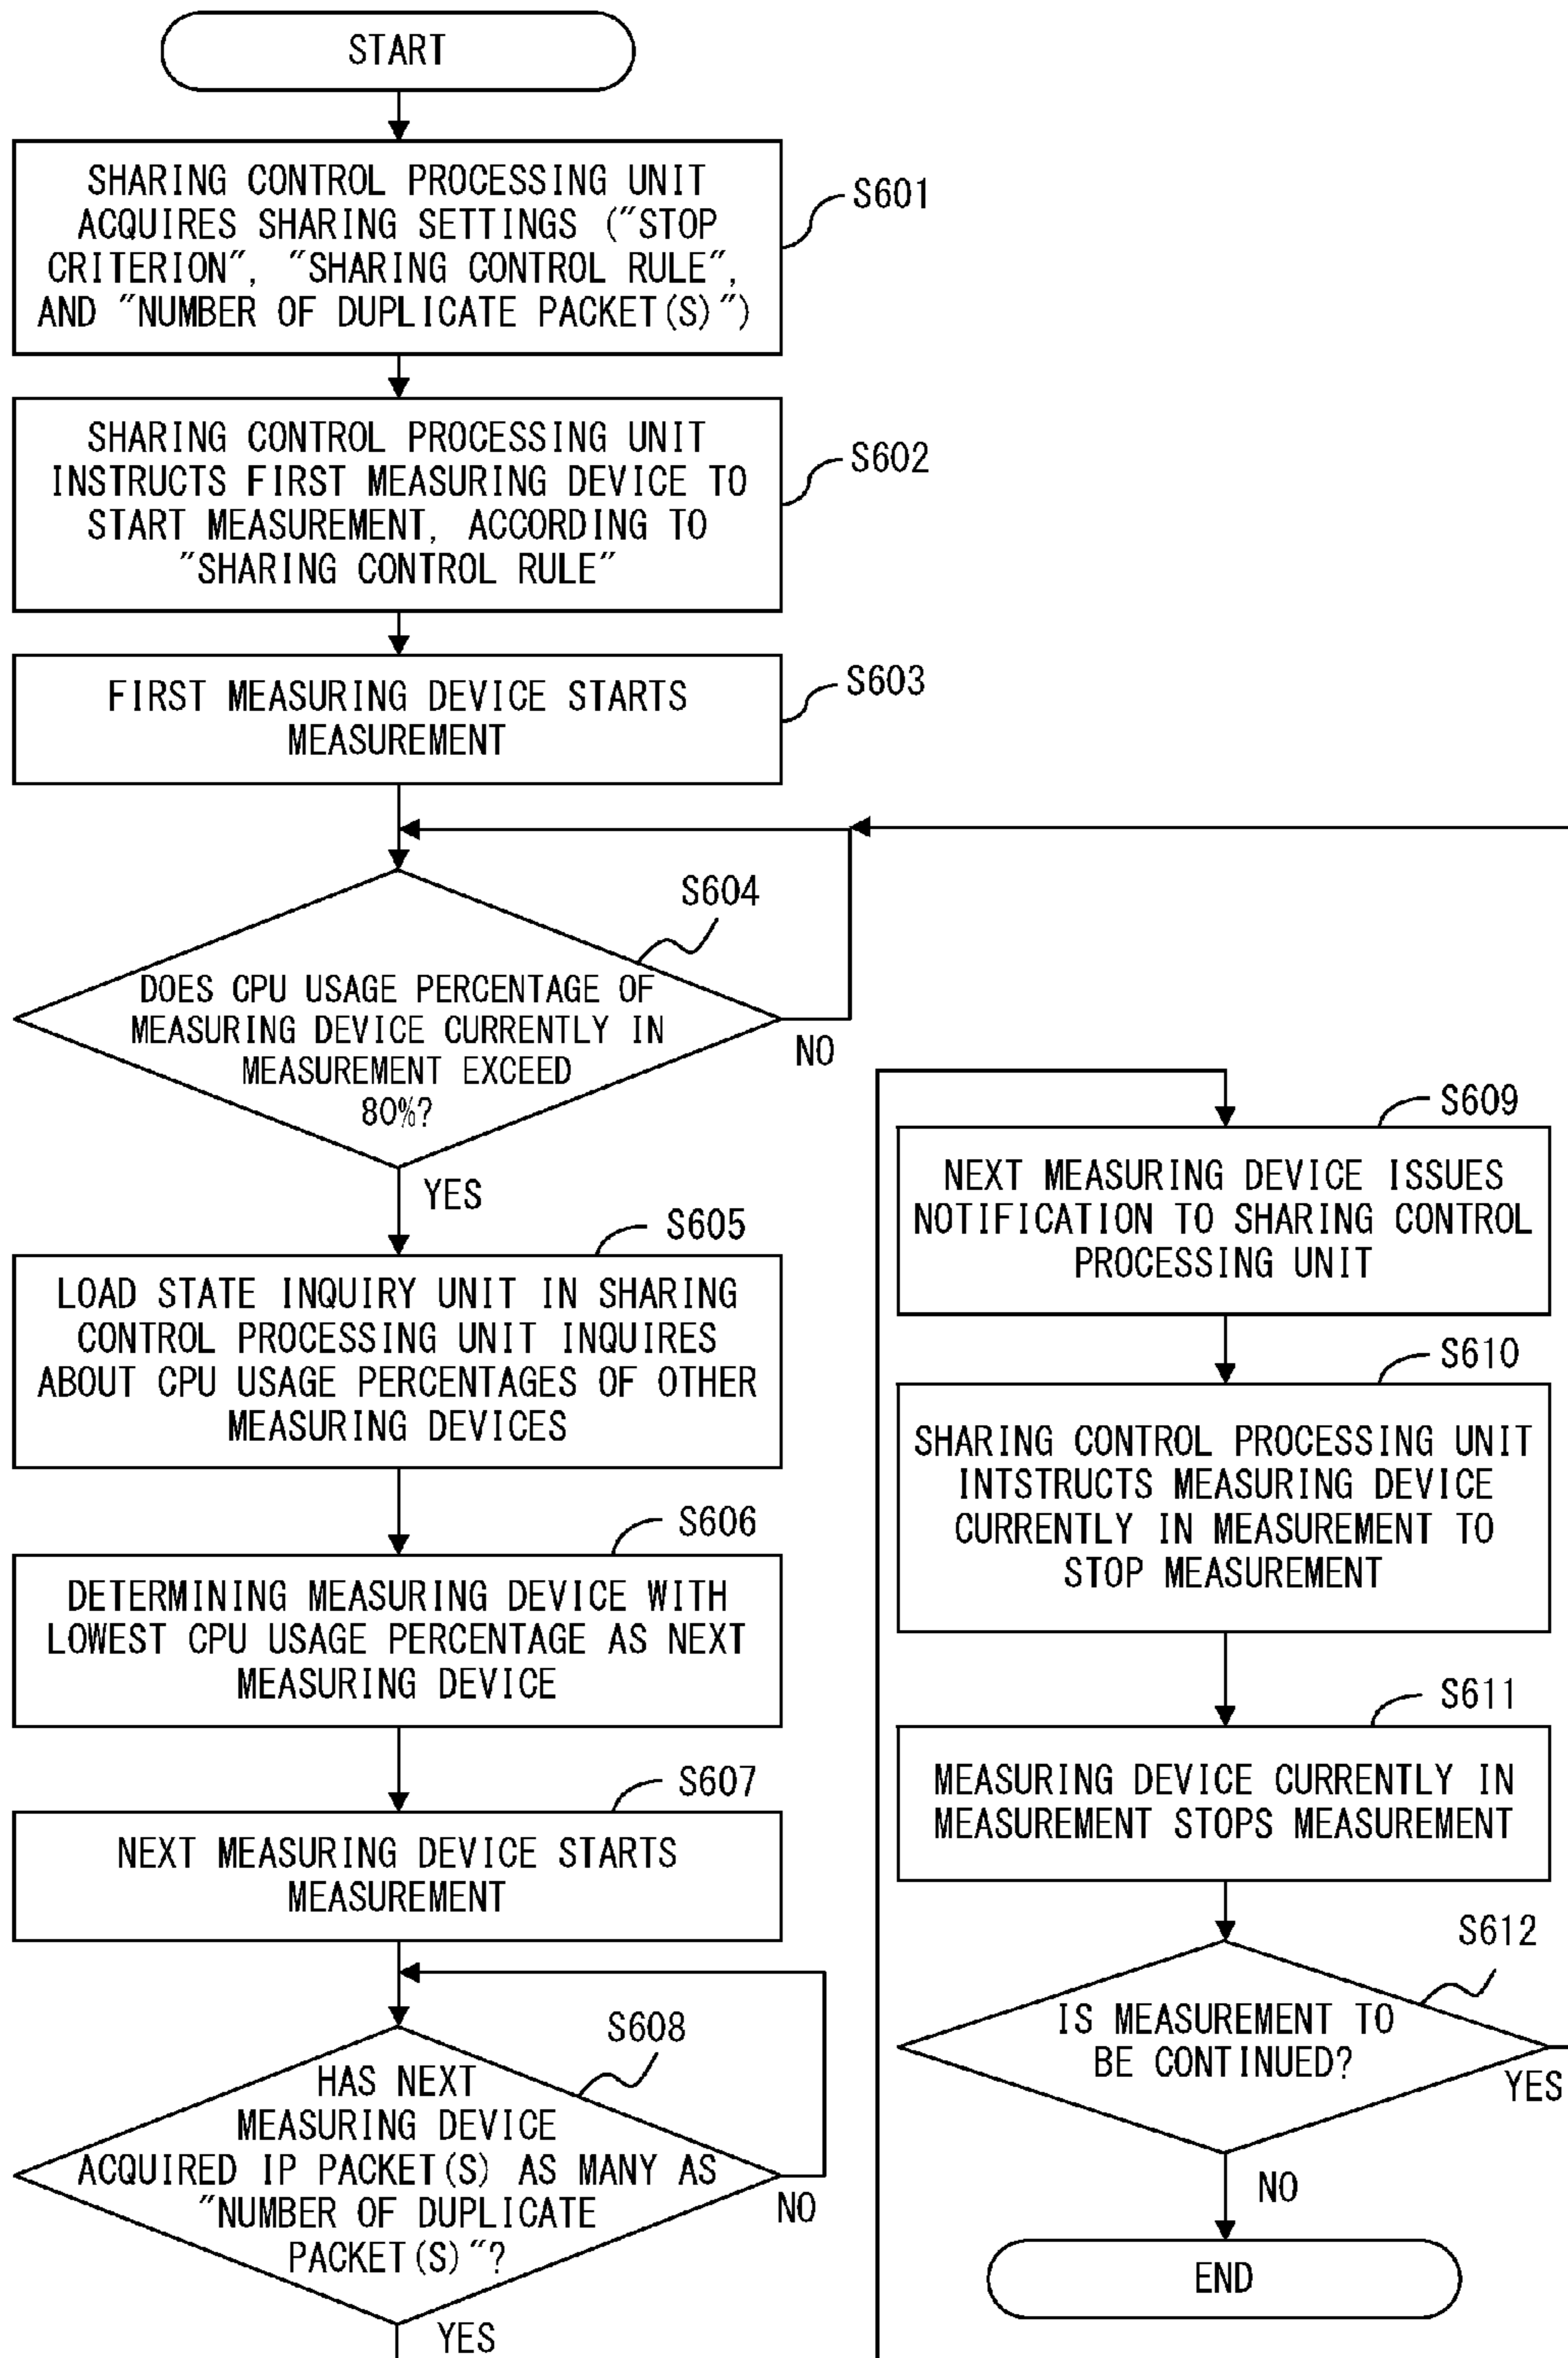 START
SHARING CONTROL PROCESSING UNIT
ACQUIRES SHARING SETTINGS ("STOP
CRITERION", "SHARING CONTROL RULE",
AND "NUMBER OF DUPLICATE PACKET(S)")
S601
SHARING CONTROL PROCESSING UNIT
INSTRUCTS FIRST MEASURING DEVICE TO
START MEASUREMENT, ACCORDING TO
"SHARING CONTROL RULE"
S602
FIRST MEASURING DEVICE STARTS
MEASUREMENT
S603
S604
DOES CPU USAGE PERCENTAGE OF
MEASURING DEVICE CURRENTLY IN
MEASUREMENT EXCEED
80%?
NO
YES
S605
LOAD STATE INQUIRY UNIT IN SHARING
CONTROL PROCESSING UNIT INQUIRES
ABOUT CPU USAGE PERCENTAGES OF OTHER
MEASURING DEVICES
S606
DETERMINING MEASURING DEVICE WITH
LOWEST CPU USAGE PERCENTAGE AS NEXT
MEASURING DEVICE
S607
NEXT MEASURING DEVICE STARTS
MEASUREMENT
S608
HAS NEXT
MEASURING DEVICE
ACQUIRED IP PACKET(S) AS MANY AS
"NUMBER OF DUPLICATE
PACKET(S)"?
NO
YES
S609
NEXT MEASURING DEVICE ISSUES
NOTIFICATION TO SHARING CONTROL
PROCESSING UNIT
S610
SHARING CONTROL PROCESSING UNIT
INTSTRUCTS MEASURING DEVICE
CURRENTLY IN MEASUREMENT TO
STOP MEASUREMENT
S611
MEASURING DEVICE CURRENTLY IN
MEASUREMENT STOPS MEASUREMENT
S612
IS MEASUREMENT TO
BE CONTINUED?
YES
NO
END